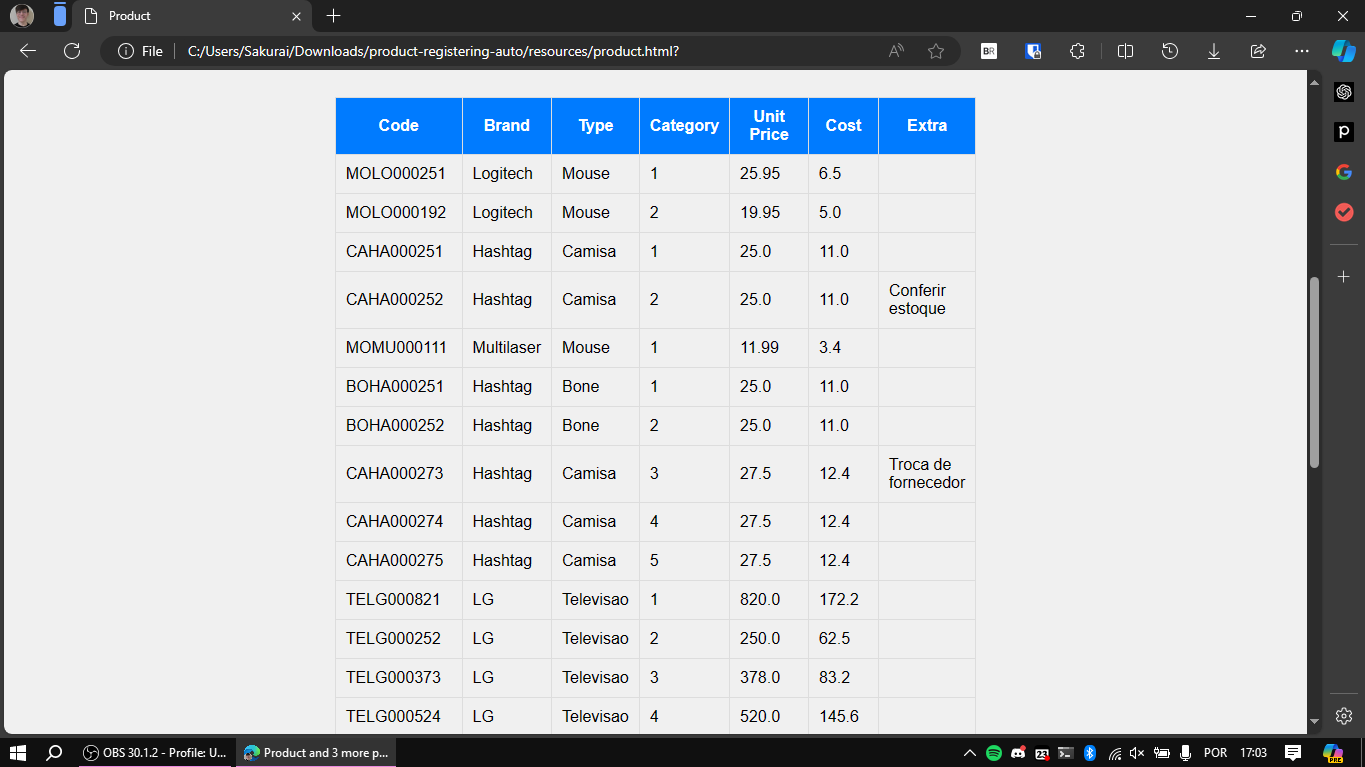 Product
File
C:/Users/Sakurai/Downloads/product-registering-auto/resources/product.html?
BR
Code Brand Type Category Unit Price Cost Extra
MOLO000251 Logitech Mouse 1 25.95 6.5
MOLO000192 Logitech Mouse 2 19.95 5.0
CAHA000251 Hashtag Camisa 1 25.0 11.0
CAHA000252 Hashtag Camisa 2 25.0 11.0 Conferir estoque
MOMU000111 Multilaser Mouse 1 11.99 3.4
BOHA000251 Hashtag Bone 1 25.0 11.0
BOHA000252 Hashtag Bone 2 25.0 11.0
CAHA000273 Hashtag Camisa 3 27.5 12.4 Troca de fornecedor
CAHA000274 Hashtag Camisa 4 27.5 12.4
CAHA000275 Hashtag Camisa 5 27.5 12.4
TELG000821 LG Televisao 1 820.0 172.2
TELG000252 LG Televisao 2 250.0 62.5
TELG000373 LG Televisao 3 378.0 83.2
TELG000524 LG Televisao 4 520.0 145.6
OBS 30.1.2 - Profile: U...
Product and 3 more p...
23
POR
17:03
PRE